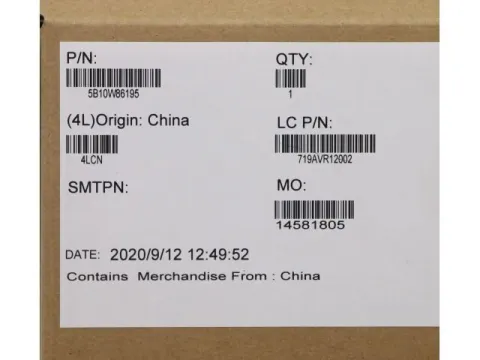 P/N:
5B10W86195
QTY:
1
(4L)Origin: China
4LCN
LC P/N:
719AVR12002
SMTPN:
MO:
14581805
DATE: 2020/9/12 12:49:52
Contains Merchandise From : China